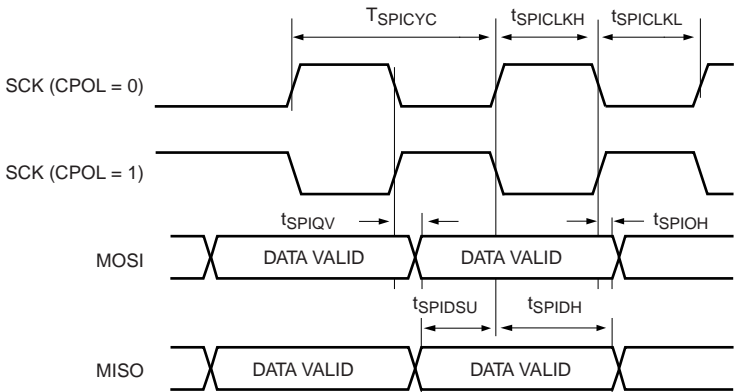 TSPICYC tSPICLKH tSPICLKL
SCK (CPOL = 0)
SCK (CPOL = 1)
tSPIQV tSPIOH
MOSI DATA VALID DATA VALID
tSPIDSU tSPIDH
MISO DATA VALID DATA VALID